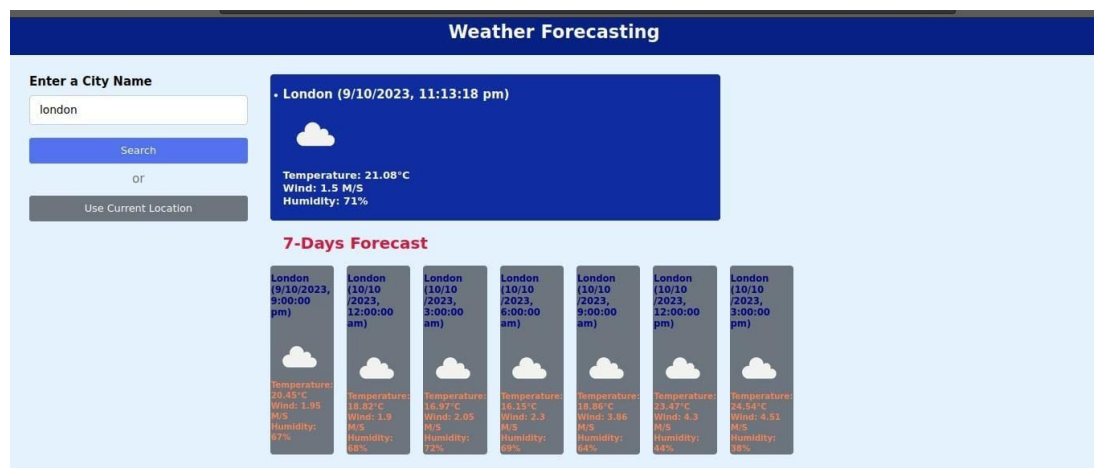 Weather Forecasting
Enter a City Name
london
Search
or
Use Current Location
• London (9/10/2023, 11:13:18 pm)
Temperature: 21.08°C
Wind: 1.5 M/S
Humidity: 71%
7-Days Forecast
London
(9/10/2023,
9:00:00
pm)
Temperature:
20.45°C
Wind: 1.95
M/S
Humidity:
67%
London
(10/10
/2023,
12:00:00
am)
Temperature:
18.82°C
Wind: 1.9
M/S
Humidity:
68%
London
(10/10
/2023,
3:00:00
am)
Temperature:
16.97°C
Wind: 2.05
M/S
Humidity:
72%
London
(10/10
/2023,
6:00:00
am)
Temperature:
16.15°C
Wind: 2.3
M/S
Humidity:
69%
London
(10/10
/2023,
9:00:00
am)
Temperature:
18.86°C
Wind: 3.86
M/S
Humidity:
64%
London
(10/10
/2023,
12:00:00
pm)
Temperature:
23.47°C
Wind: 4.3
M/S
Humidity:
44%
London
(10/10
/2023,
3:00:00
pm)
Temperature:
24.54°C
Wind: 4.51
M/S
Humidity:
38%